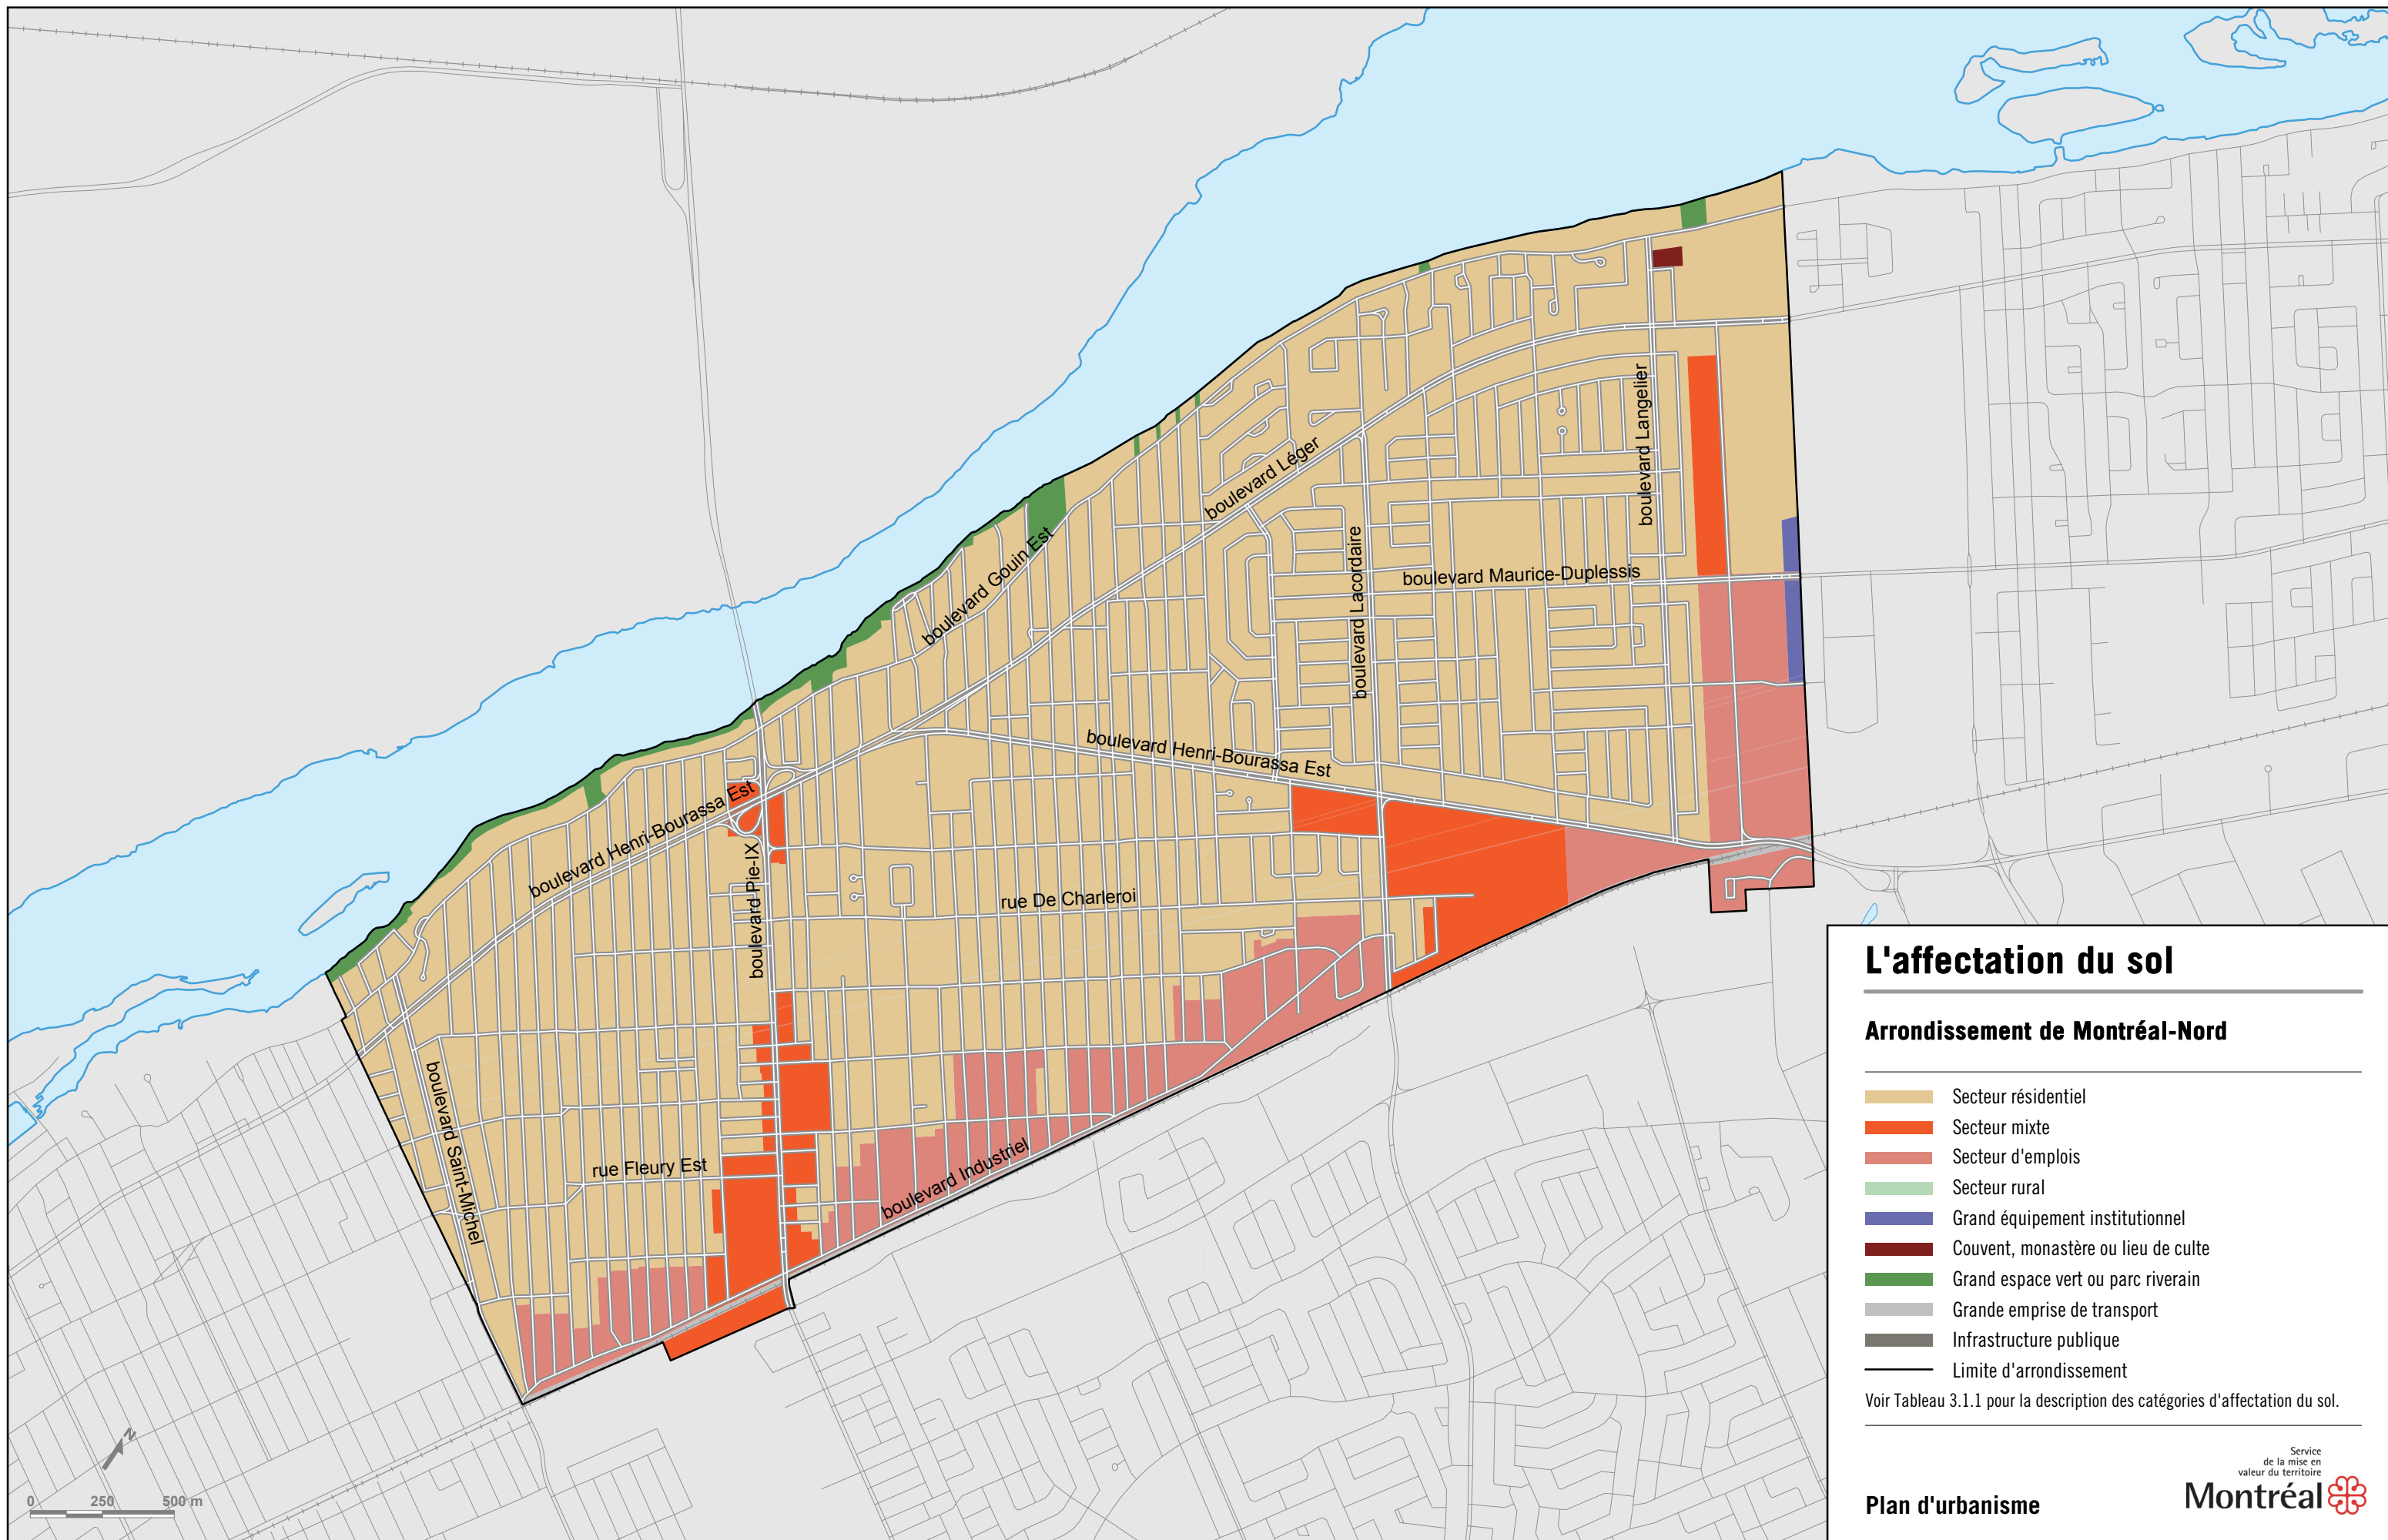 boulevard Léger
boulevard Langelier
boulevard Gouin Est
boulevard Lacordaire
boulevard Maurice-Duplessis
boulevard Henri-Bourassa Est
boulevard Henri-Bourassa Est
boulevard Pie-IX
rue De Charleroi
boulevard Saint-Michel
rue Fleury Est
boulevard Industriel
N
0 250 500 m
L'affectation du sol
Arrondissement de Montréal-Nord
Secteur résidentiel
Secteur mixte
Secteur d'emplois
Secteur rural
Grand équipement institutionnel
Couvent, monastère ou lieu de culte
Grand espace vert ou parc riverain
Grande emprise de transport
Infrastructure publique
Limite d'arrondissement
Voir Tableau 3.1.1 pour la description des catégories d'affectation du sol.
Service
de la mise en
valeur du territoire
Plan d'urbanisme
Montréal